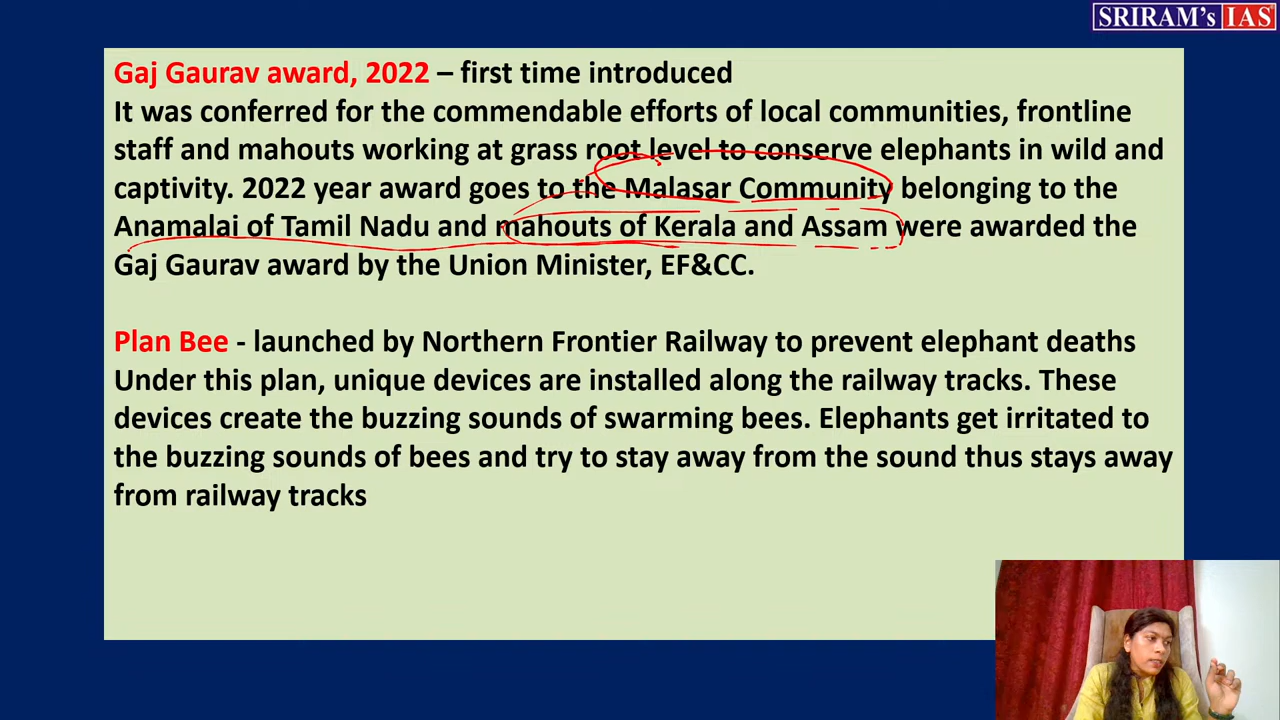 SRIRAM's IAS
Gaj Gaurav award, 2022 – first time introduced
It was conferred for the commendable efforts of local communities, frontline
staff and mahouts working at grass root level to conserve elephants in wild and
captivity. 2022 year award goes to the Malasar Community belonging to the
Anamalai of Tamil Nadu and mahouts of Kerala and Assam were awarded the
Gaj Gaurav award by the Union Minister, EF&CC.
Plan Bee - launched by Northern Frontier Railway to prevent elephant deaths
Under this plan, unique devices are installed along the railway tracks. These
devices create the buzzing sounds of swarming bees. Elephants get irritated to
the buzzing sounds of bees and try to stay away from the sound thus stays away
from railway tracks